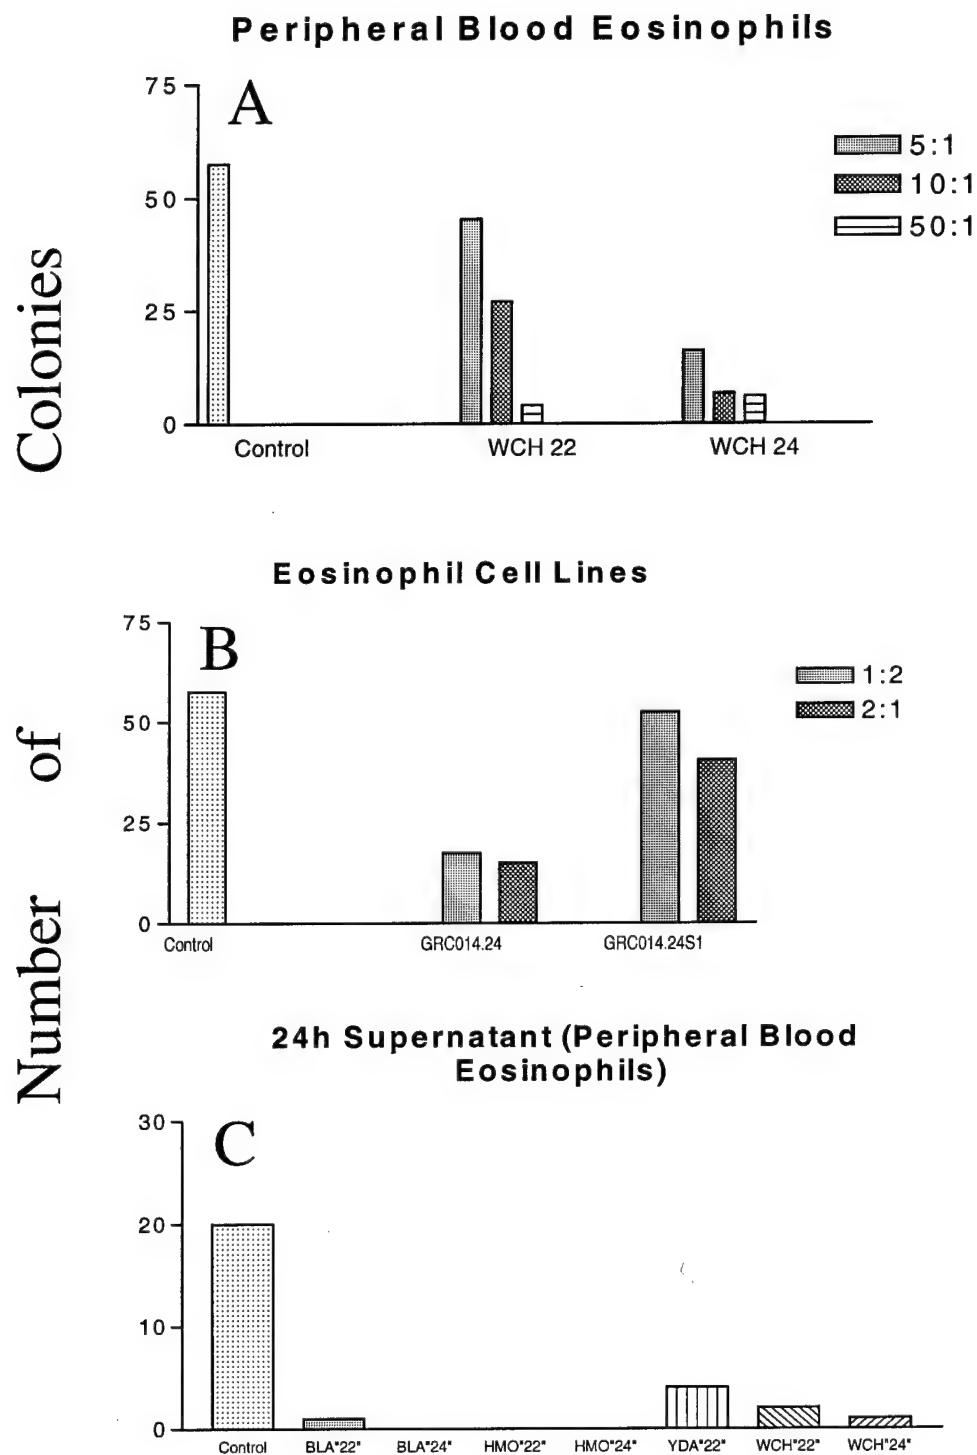 Peripheral Blood Eosinophils
75
A
5:1
10:1
50:1
50
25
0
Control
WCH 22
WCH 24
Number of Colonies
Eosinophil Cell Lines
75
B
1:2
2:1
50
25
0
Control
GRC014.24
GRC014.24S1
24h Supernatant (Peripheral Blood
Eosinophils)
30
C
20
10
0
Control
BLA"22"
BLA"24"
HMO"22"
HMO"24"
YDA"22"
WCH"22"
WCH"24"